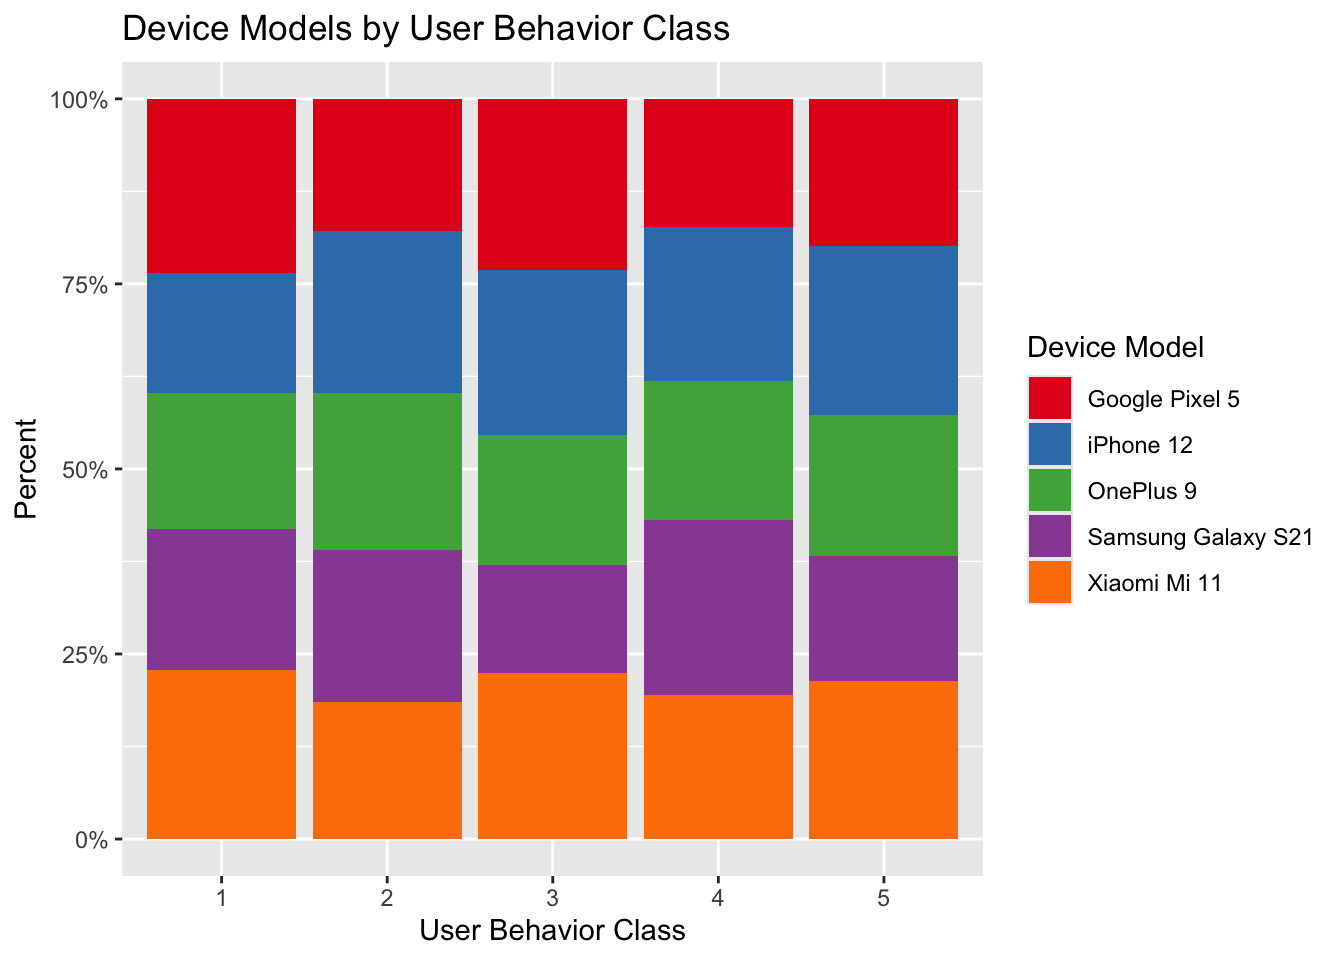 Device Models by User Behavior Class
100%
75%
50%
25%
0%
Percent
1 2 3 4 5
User Behavior Class
Device Model
Google Pixel 5
iPhone 12
OnePlus 9
Samsung Galaxy S21
Xiaomi Mi 11